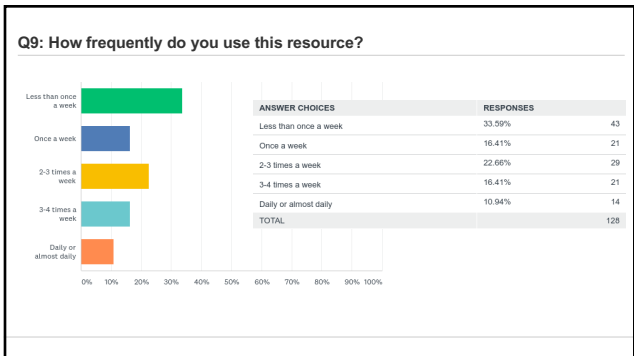 Q9: How frequently do you use this resource?
Less than once
a week
Once a week
2-3 times a
week
3-4 times a
week
Daily or
almost daily
0% 10% 20% 30% 40% 50% 60% 70% 80% 90% 100%
ANSWER CHOICES RESPONSES
Less than once a week 33.59% 43
Once a week 16.41% 21
2-3 times a week 22.66% 29
3-4 times a week 16.41% 21
Daily or almost daily 10.94% 14
TOTAL 128